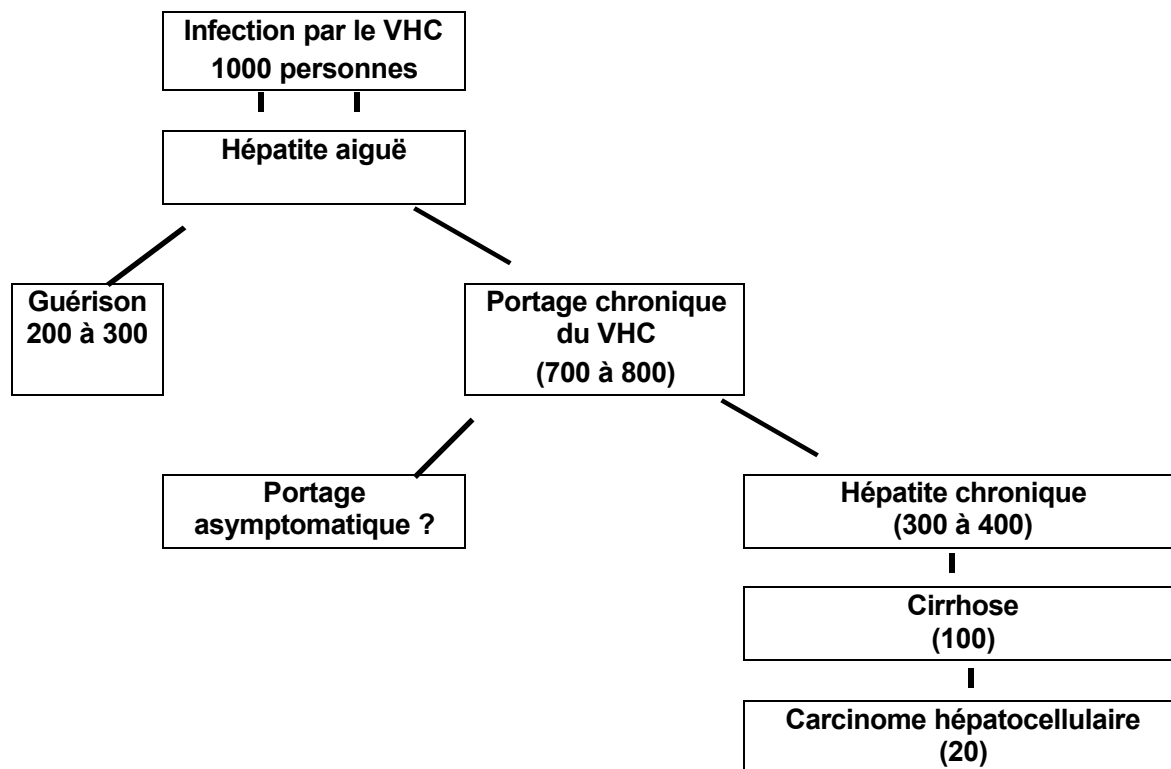 Infection par le VHC
1000 personnes
Hépatite aiguë
Guérison
200 à 300
Portage chronique
du VHC
(700 à 800)
Portage
asymptomatique ?
Hépatite chronique
(300 à 400)
Cirrhose
(100)
Carcinome hépatocellulaire
(20)